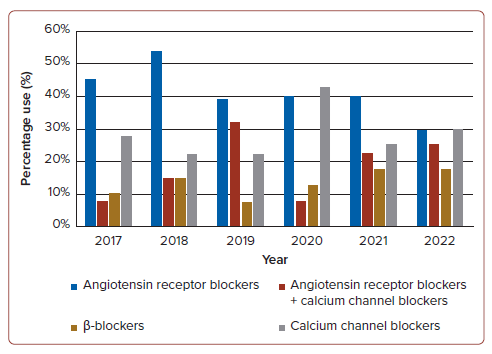 60%
50%
40%
30%
20%
10%
0%
Percentage use (%)
2017 2018 2019 2020 2021 2022
Year
Angiotensin receptor blockers
Angiotensin receptor blockers
+ calcium channel blockers
β-blockers
Calcium channel blockers